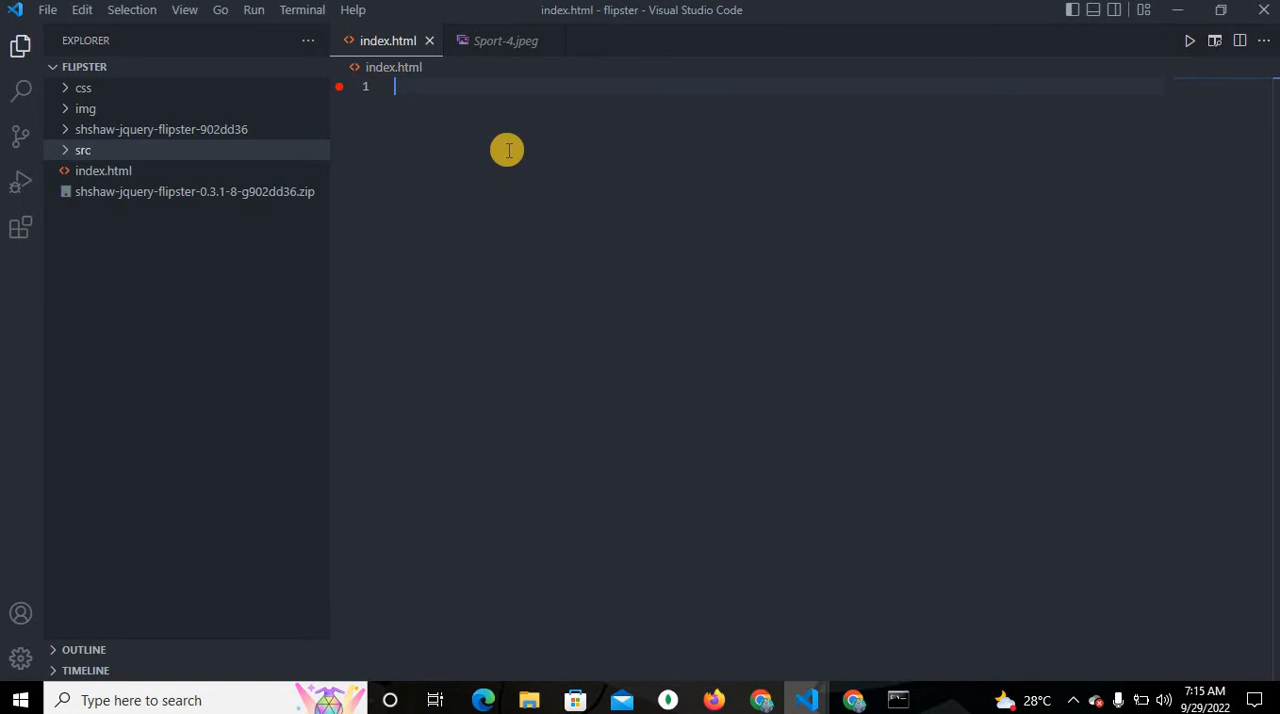 File Edit Selection View Go Run Terminal Help index.html - flipster - Visual Studio Code
EXPLORER
FLIPSTER
css
img
shshaw-jquery-flipster-902dd36
src
index.html
shshaw-jquery-flipster-0.3.1-8-g902dd36.zip
OUTLINE
TIMELINE
index.html Sport-4.jpeg
index.html
1
Type here to search
28°C
7:15 AM
9/29/2022